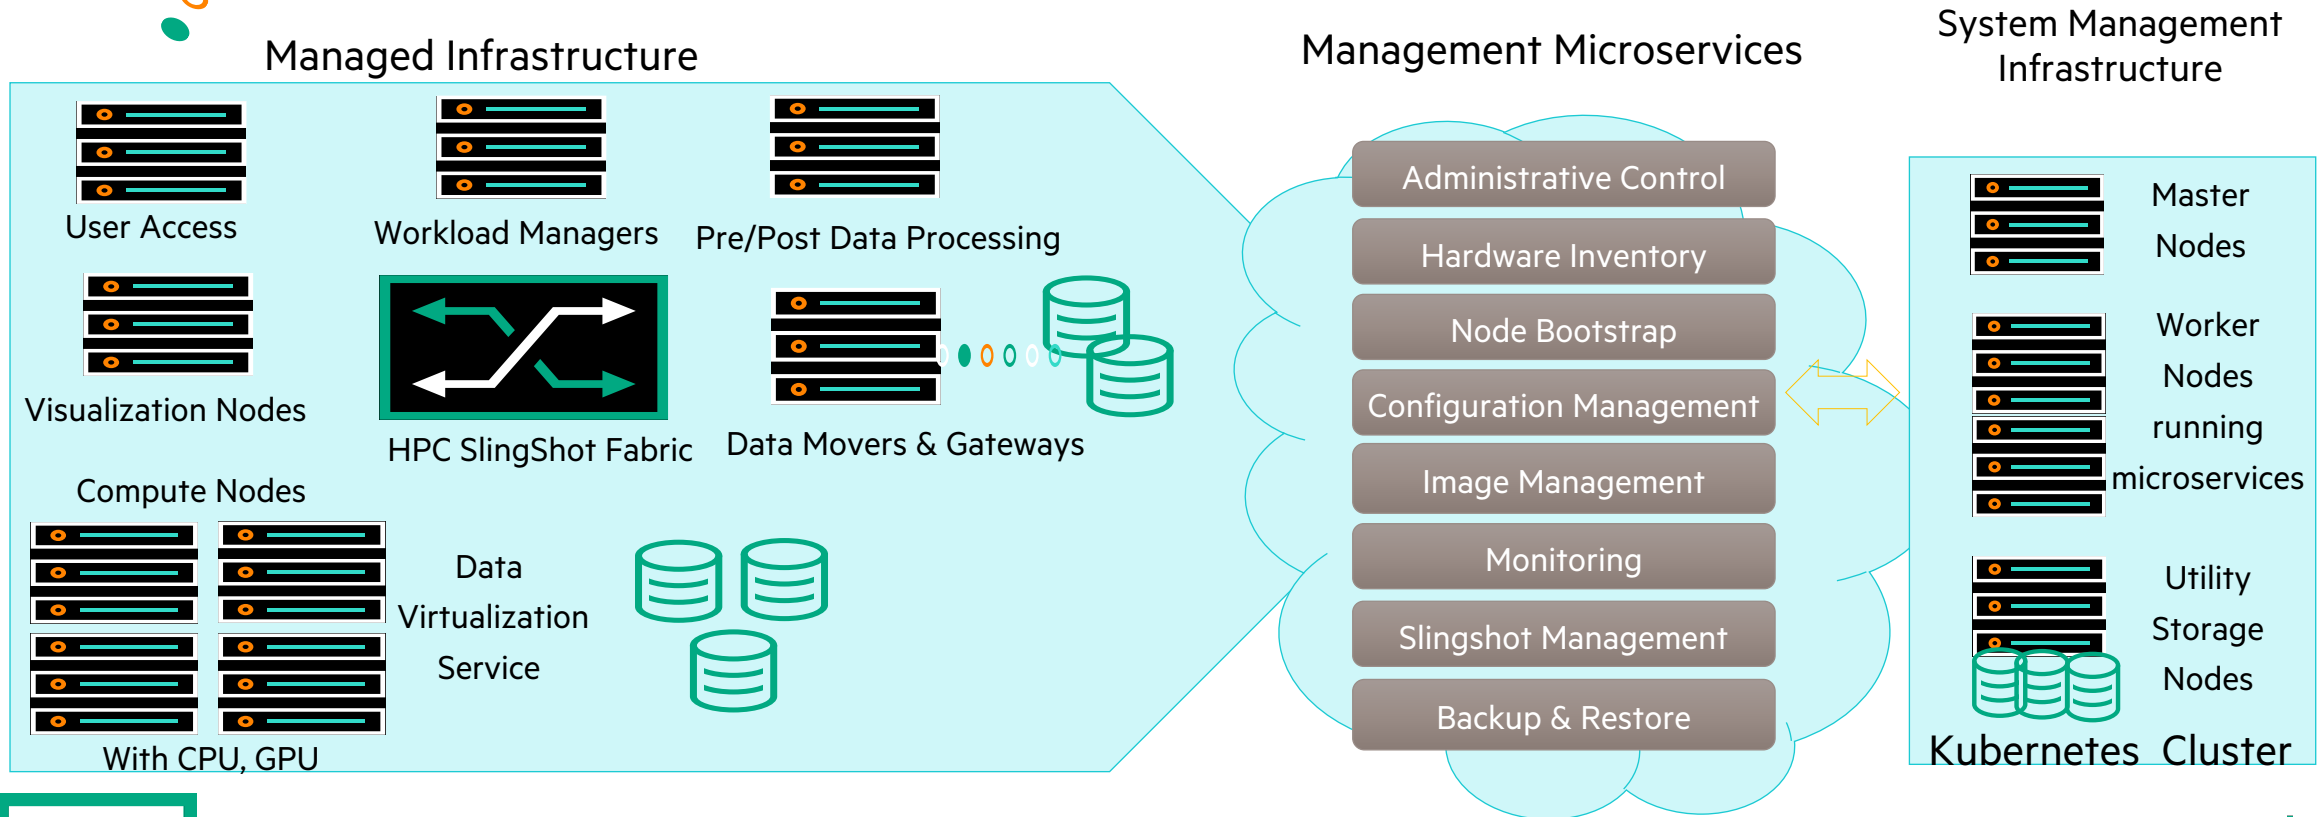 Managed Infrastructure
User Access
Workload Managers
Pre/Post Data Processing
Visualization Nodes
HPC SlingShot Fabric
Data Movers & Gateways
Compute Nodes
With CPU, GPU
Data
Virtualization
Service
Management Microservices
Administrative Control
Hardware Inventory
Node Bootstrap
Configuration Management
Image Management
Monitoring
Slingshot Management
Backup & Restore
System Management
Infrastructure
Master
Nodes
Worker
Nodes
running
microservices
Utility
Storage
Nodes
Kubernetes Cluster